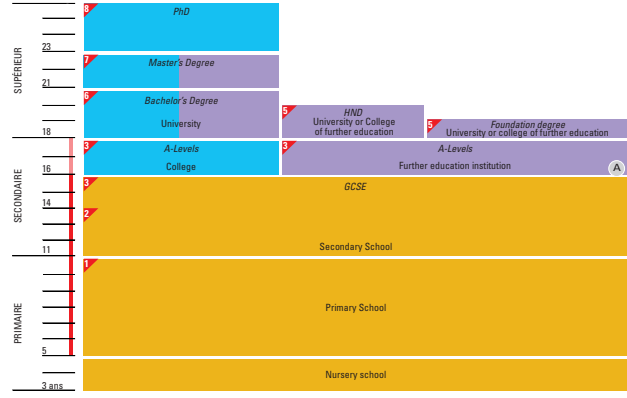 SUPÉRIEUR
SECONDAIRE
PRIMAIRE
23
21
18
16
14
11
5
3 ans
8
PhD
7
Master's Degree
6
Bachelor's Degree
University
5
HND
University or College
of further education
5
Foundation degree
University or college of further education
3
A-Levels
College
3
A-Levels
Further education institution
A
3
GCSE
2
Secondary School
1
Primary School
Nursery school